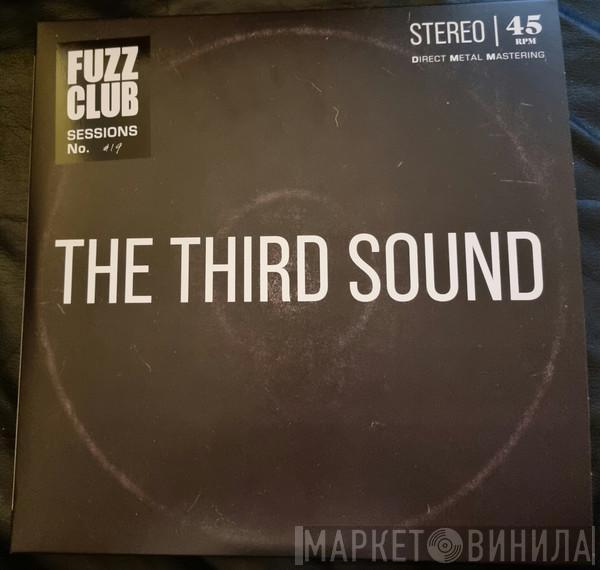 FUZZ
CLUB
SESSIONS
No. #19
STEREO | 45
RPM
DIRECT METAL MASTERING
THE THIRD SOUND
МАРКЕТ ВИНИЛА